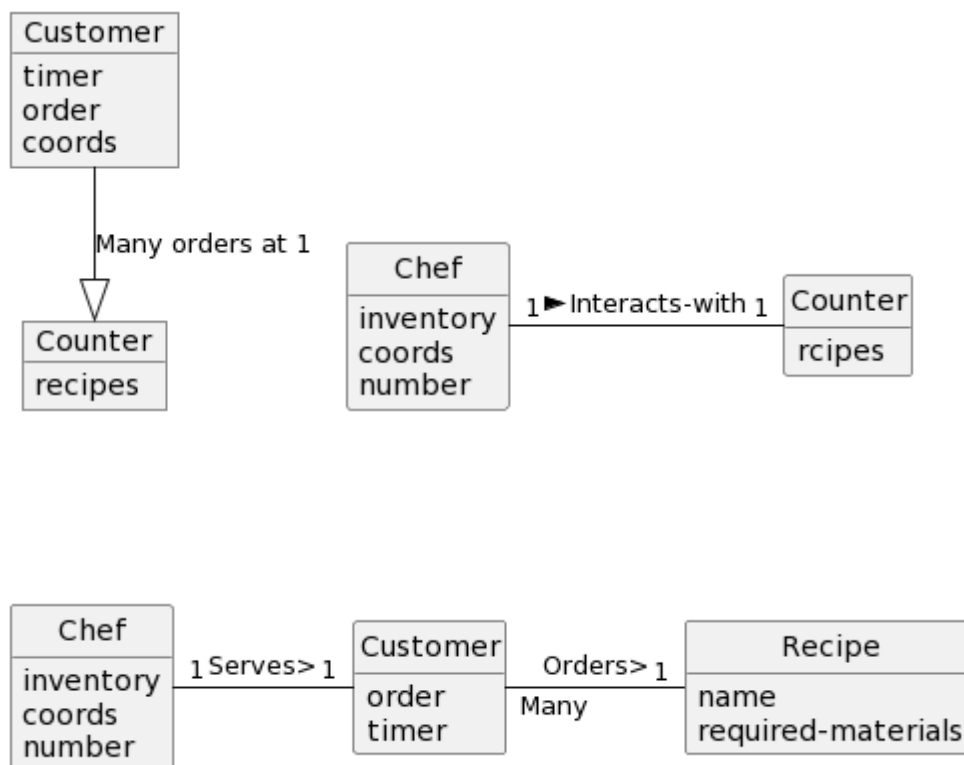 Customer
timer
order
coords
Many orders at 1
Counter
recipes
Chef
inventory
coords
number
1 ►Interacts-with 1
Counter
rcipes
Chef
inventory
coords
number
1 Serves> 1
Customer
order
timer
Orders> 1
Many
Recipe
name
required-materials